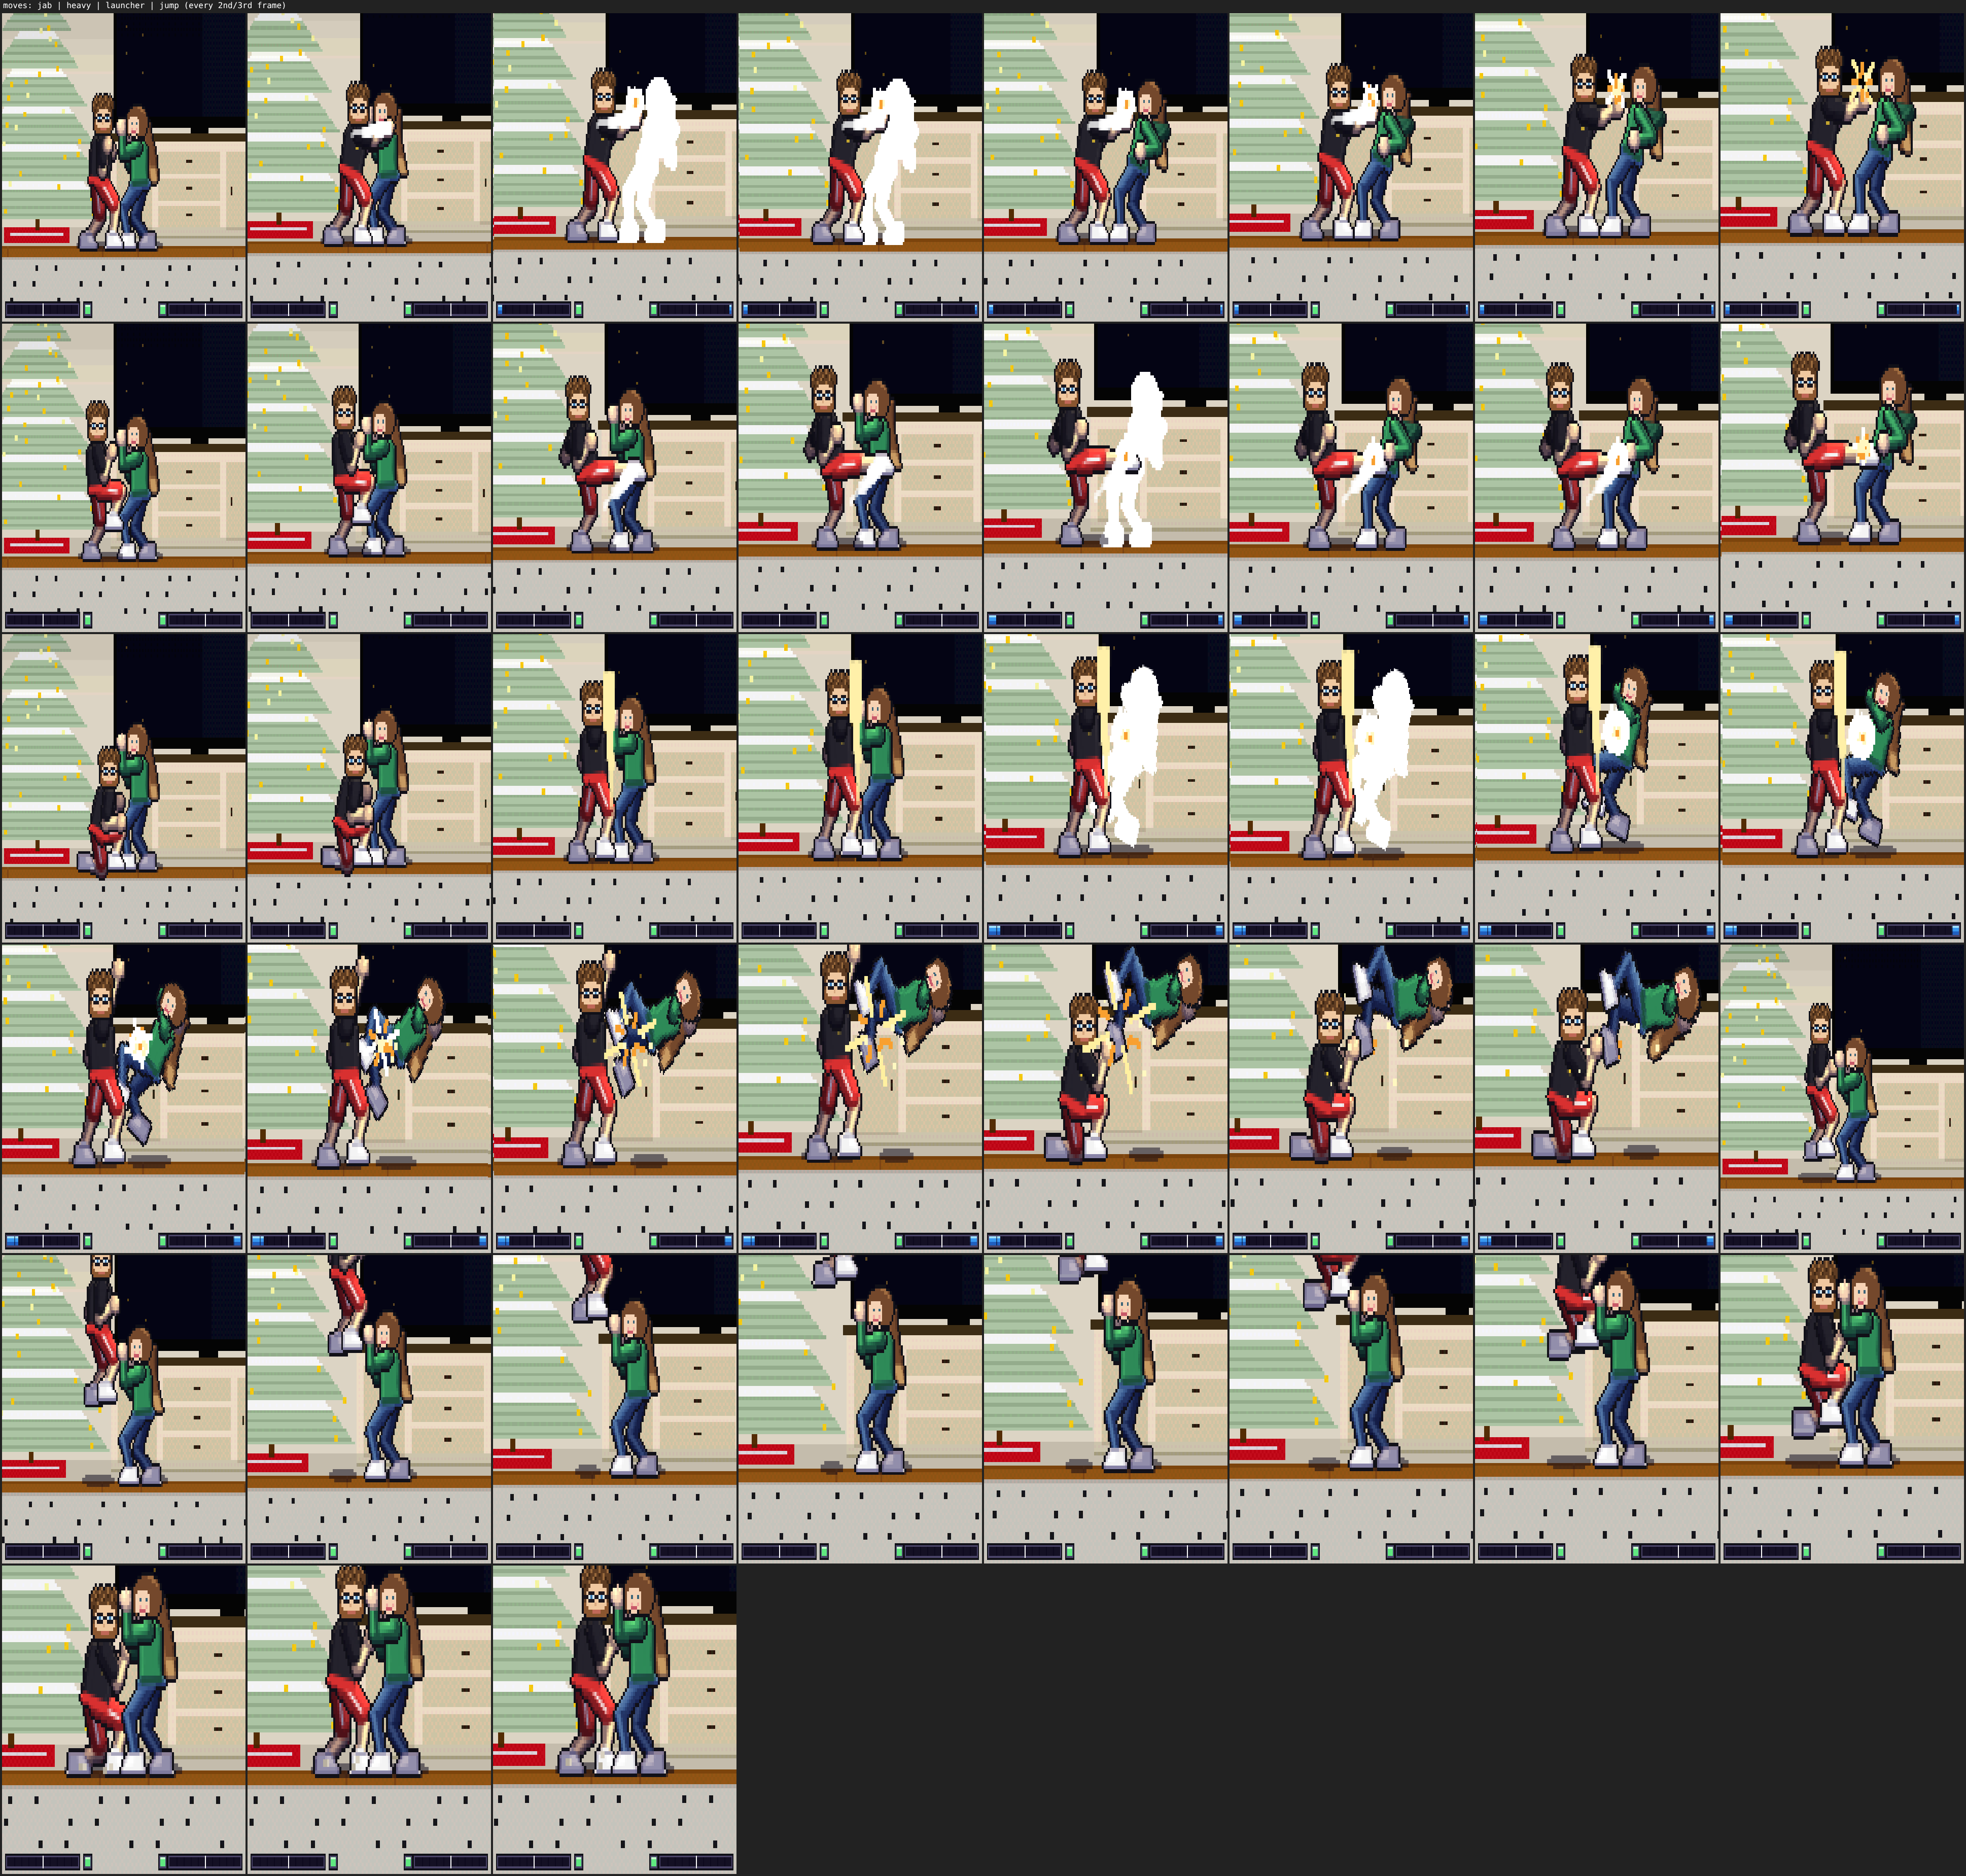 moves: jab | heavy | launcher | jump (every 2nd/3rd frame)